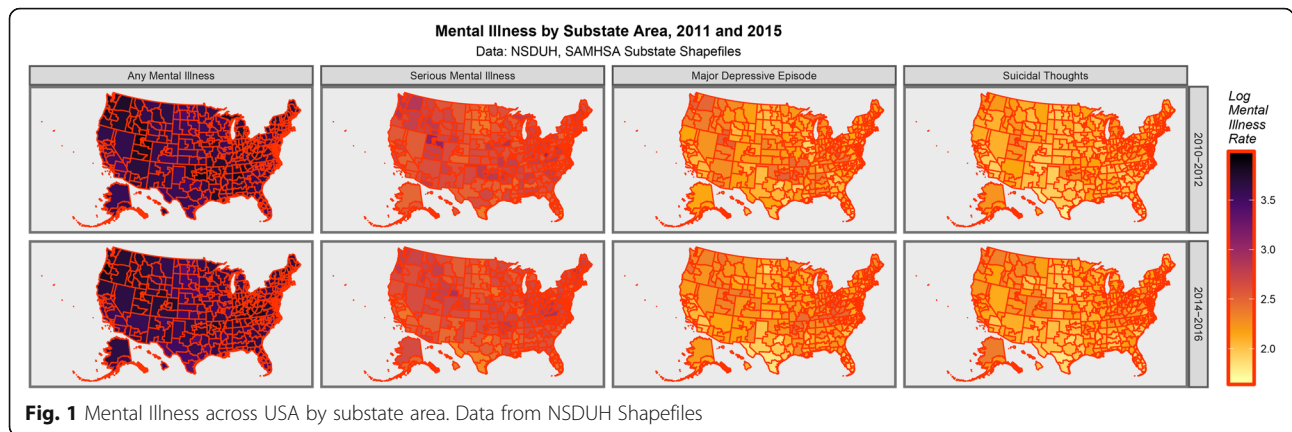 Mental Illness by Substate Area, 2011 and 2015
Data: NSDUH, SAMHSA Substate Shapefiles
Any Mental Illness
Serious Mental Illness
Major Depressive Episode
Suicidal Thoughts
2010−2012
2014−2016
Log
Mental
Illness
Rate
3.5
3.0
2.5
2.0
Fig. 1 Mental Illness across USA by substate area. Data from NSDUH Shapefiles